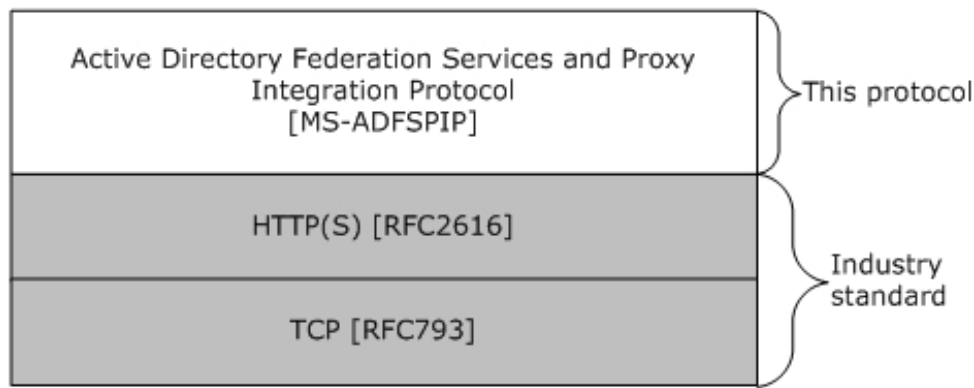 Active Directory Federation Services and Proxy
Integration Protocol
[MS-ADFSPIP]
This protocol
HTTP(S) [RFC2616]
TCP [RFC793]
Industry
standard